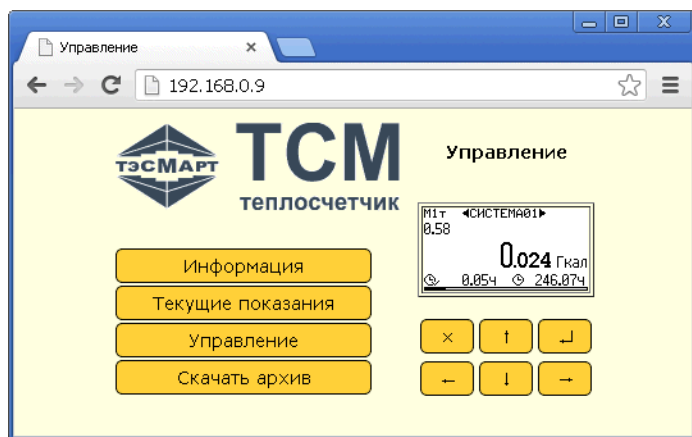 Управление
192.168.0.9
ТЭСМАРТ
ТСМ
теплосчетчик
Управление
М1т ◄СИСТЕМА01►
0.58
0.024 Гкал
0.05ч 246.07ч
Информация
Текущие показания
Управление
Скачать архив